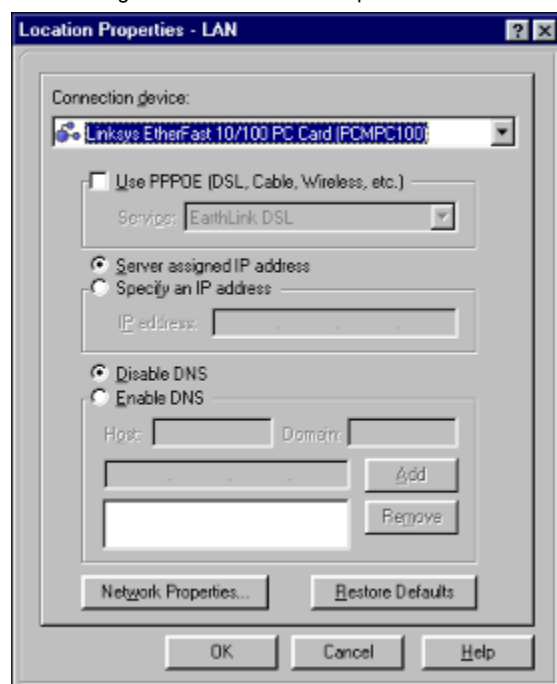 Location Properties - LAN
Connection device:
Linksys EtherFast 10/100 PC Card (PCMPC100)
Use PPPOE (DSL, Cable, Wireless, etc.)
Service: EarthLink DSL
Server assigned IP address
Specify an IP address
IP address:
Disable DNS
Enable DNS
Host: Domain:
Add
Remove
Network Properties... Restore Defaults
OK Cancel Help